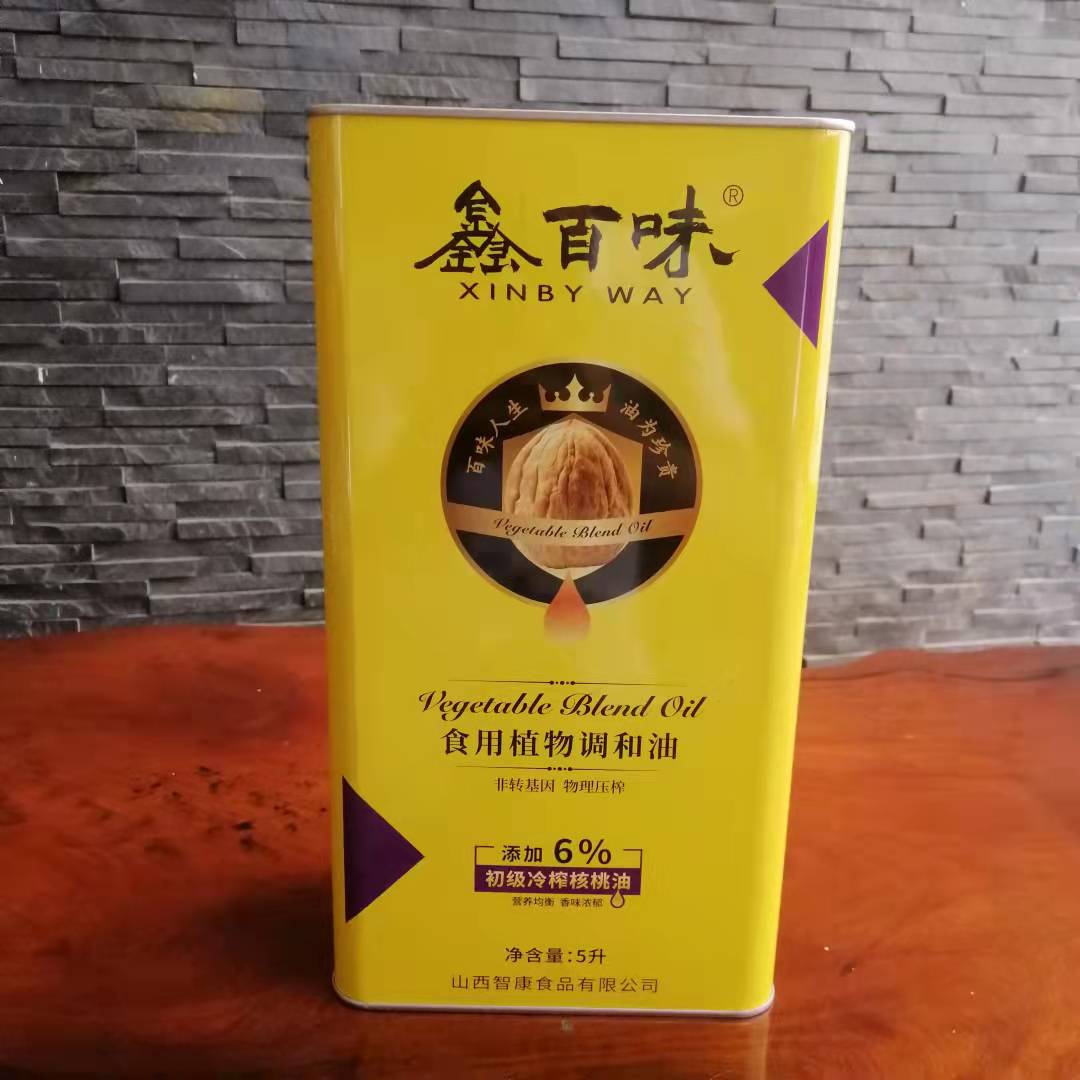 鑫百味®
XINBY WAY
百味人生 油为珍贵
Vegetable Blend Oil
Vegetable Blend Oil
食用植物调和油
非转基因 物理压榨
添加 6%
初级冷榨核桃油
营养均衡 香味浓郁
净含量:5升
山西智康食品有限公司